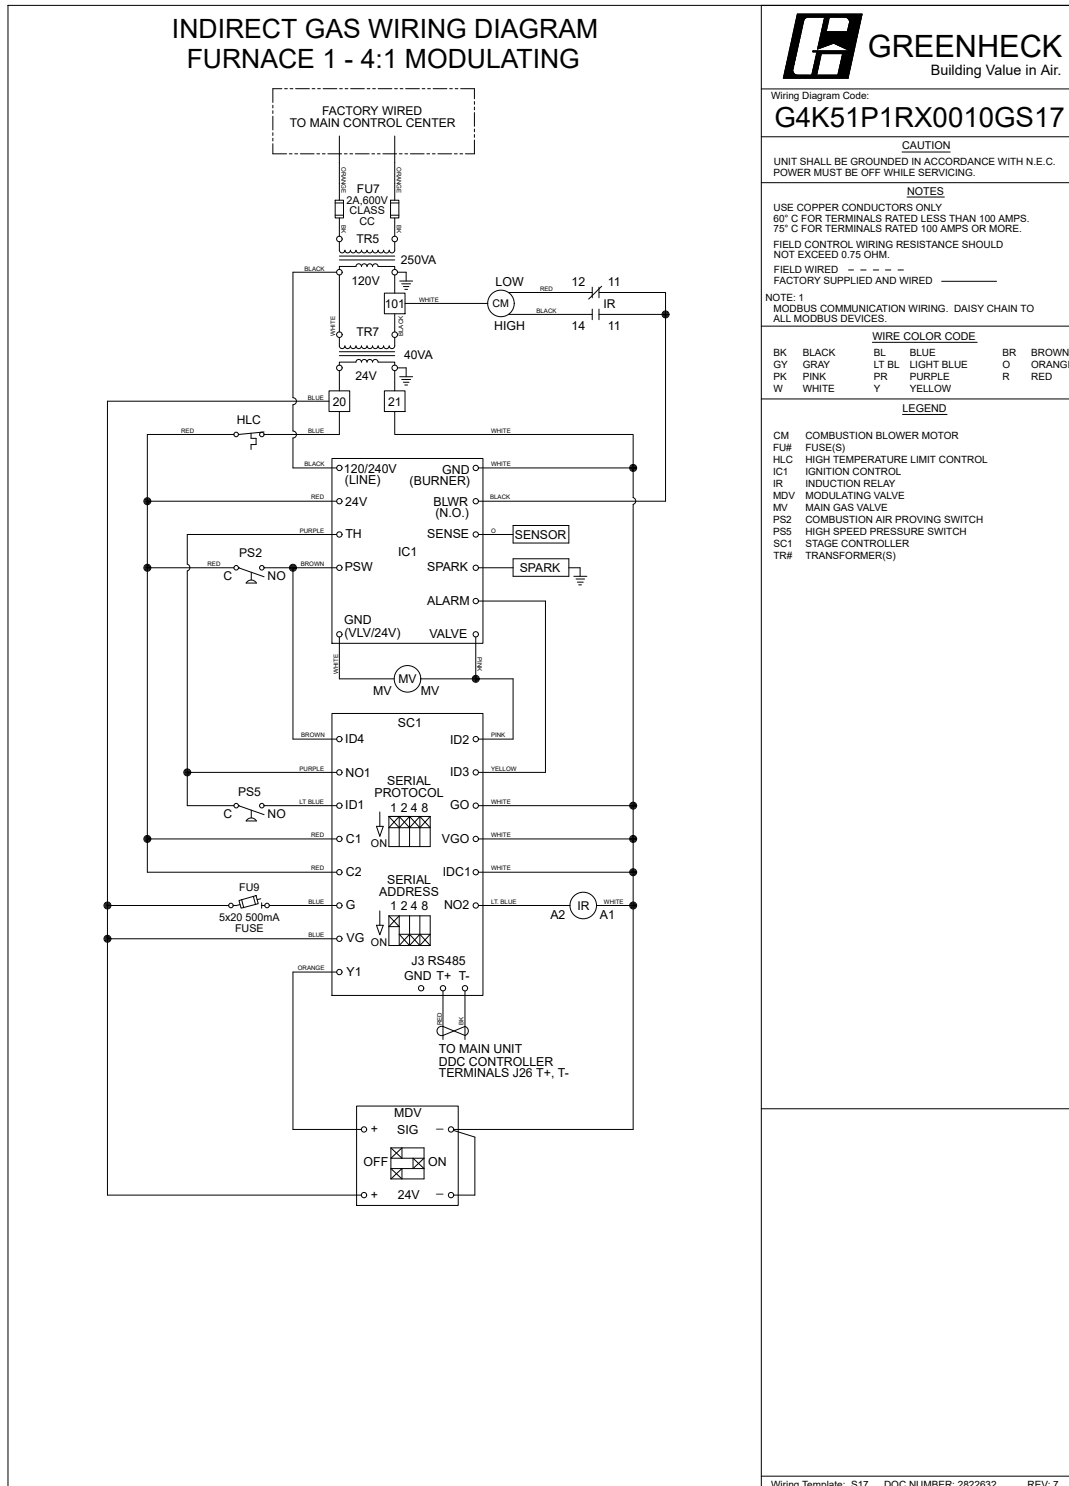 INDIRECT GAS WIRING DIAGRAM
FURNACE 1 - 4:1 MODULATING
FACTORY WIRED
TO MAIN CONTROL CENTER
ORANGE
ORANGE
FU7
2A,600V
CLASS
CC
BK
BK
TR5
250VA
BLACK
120V
101
WHITE
LOW
RED
12
11
CM
IR
HIGH
BLACK
14
11
WHITE
BLACK
TR7
40VA
24V
BLUE
20
21
HLC
RED
BLUE
WHITE
BLACK
120/240V
(LINE)
GND
(BURNER)
WHITE
RED
24V
BLWR
(N.O.)
BLACK
PURPLE
TH
SENSE
O
SENSOR
IC1
PS2
RED
C
NO
BROWN
PSW
SPARK
SPARK
ALARM
GND
(VLV/24V)
VALVE
WHITE
PINK
MV
MV
MV
SC1
BROWN
ID4
ID2
PINK
PURPLE
NO1
ID3
YELLOW
SERIAL
PROTOCOL
1 2 4 8
ON
PS5
C
NO
LT BLUE
ID1
GO
WHITE
RED
C1
VGO
WHITE
RED
C2
IDC1
WHITE
SERIAL
ADDRESS
1 2 4 8
ON
FU9
5x20 500mA
FUSE
BLUE
G
NO2
LT. BLUE
A2
IR
A1
WHITE
BLUE
VG
J3 RS485
GND T+ T-
ORANGE
Y1
RED
BK
TO MAIN UNIT
DDC CONTROLLER
TERMINALS J26 T+, T-
MDV
+ SIG –
OFF
ON
+ 24V –
GREENHECK
Building Value in Air.
Wiring Diagram Code:
G4K51P1RX0010GS17
CAUTION
UNIT SHALL BE GROUNDED IN ACCORDANCE WITH N.E.C.
POWER MUST BE OFF WHILE SERVICING.
NOTES
USE COPPER CONDUCTORS ONLY
60° C FOR TERMINALS RATED LESS THAN 100 AMPS.
75° C FOR TERMINALS RATED 100 AMPS OR MORE.
FIELD CONTROL WIRING RESISTANCE SHOULD
NOT EXCEED 0.75 OHM.
FIELD WIRED
FACTORY SUPPLIED AND WIRED
NOTE: 1
MODBUS COMMUNICATION WIRING. DAISY CHAIN TO
ALL MODBUS DEVICES.
WIRE COLOR CODE
BK BLACK BL BLUE BR BROWN
GY GRAY LT BL LIGHT BLUE O ORANGE
PK PINK PR PURPLE R RED
W WHITE Y YELLOW
LEGEND
CM COMBUSTION BLOWER MOTOR
FU# FUSE(S)
HLC HIGH TEMPERATURE LIMIT CONTROL
IC1 IGNITION CONTROL
IR INDUCTION RELAY
MDV MODULATING VALVE
MV MAIN GAS VALVE
PS2 COMBUSTION AIR PROVING SWITCH
PS5 HIGH SPEED PRESSURE SWITCH
SC1 STAGE CONTROLLER
TR# TRANSFORMER(S)
Wiring Template: S17 DOC NUMBER: 2822632 REV: 7